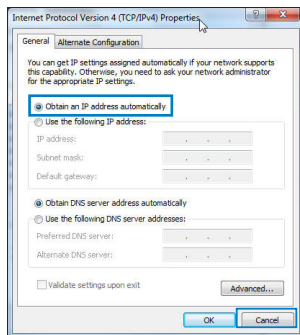 Internet Protocol Version 4 (TCP/IPv4) Properties
General
Alternate Configuration
You can get IP settings assigned automatically if your network supports
this capability. Otherwise, you need to ask your network administrator
for the appropriate IP settings.
Obtain an IP address automatically
Use the following IP address:
IP address:
Subnet mask:
Default gateway:
Obtain DNS server address automatically
Use the following DNS server addresses:
Preferred DNS server:
Alternate DNS server:
Validate settings upon exit
Advanced...
OK
Cancel